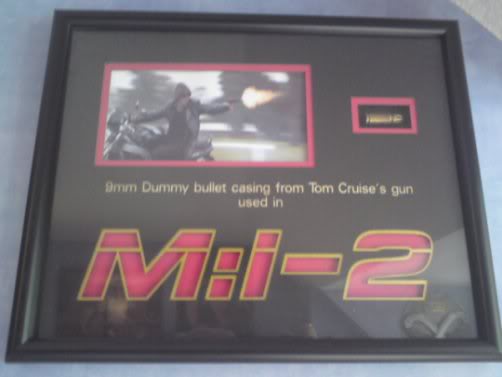 9mm Dummy bullet casing from Tom Cruise's gun
used in
M:i-2